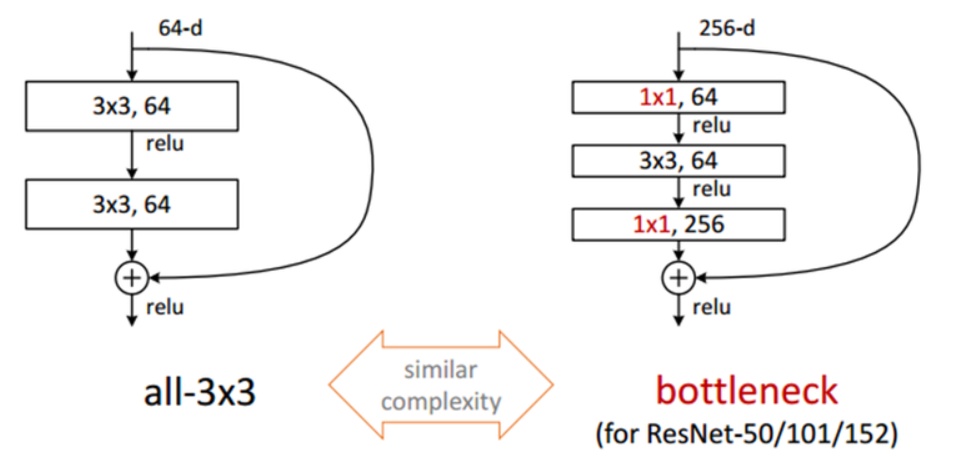 64-d
3x3, 64
relu
3x3, 64
+
relu
all-3x3
similar
complexity
256-d
1x1, 64
relu
3x3, 64
relu
1x1, 256
+
relu
bottleneck
(for ResNet-50/101/152)